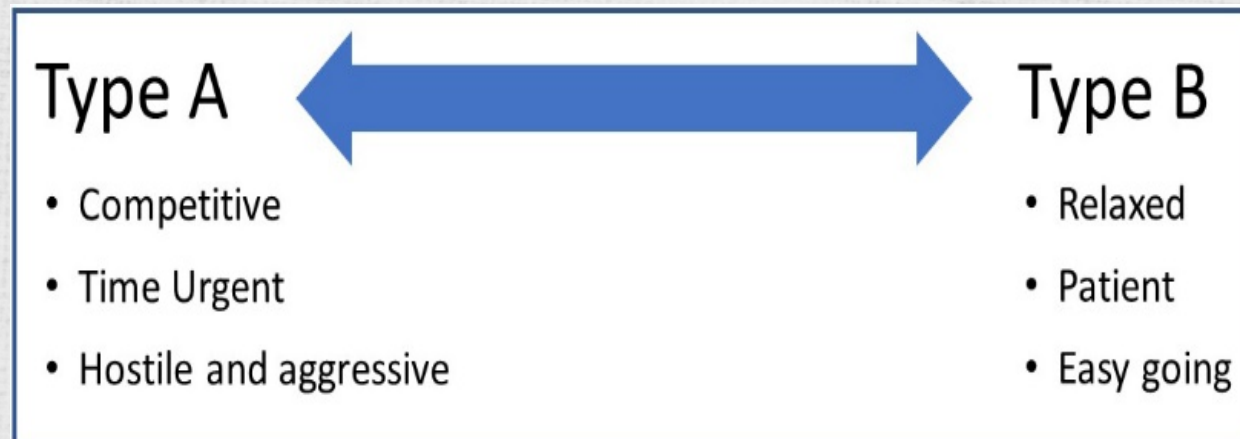 Type A
• Competitive
• Time Urgent
• Hostile and aggressive
Type B
• Relaxed
• Patient
• Easy going